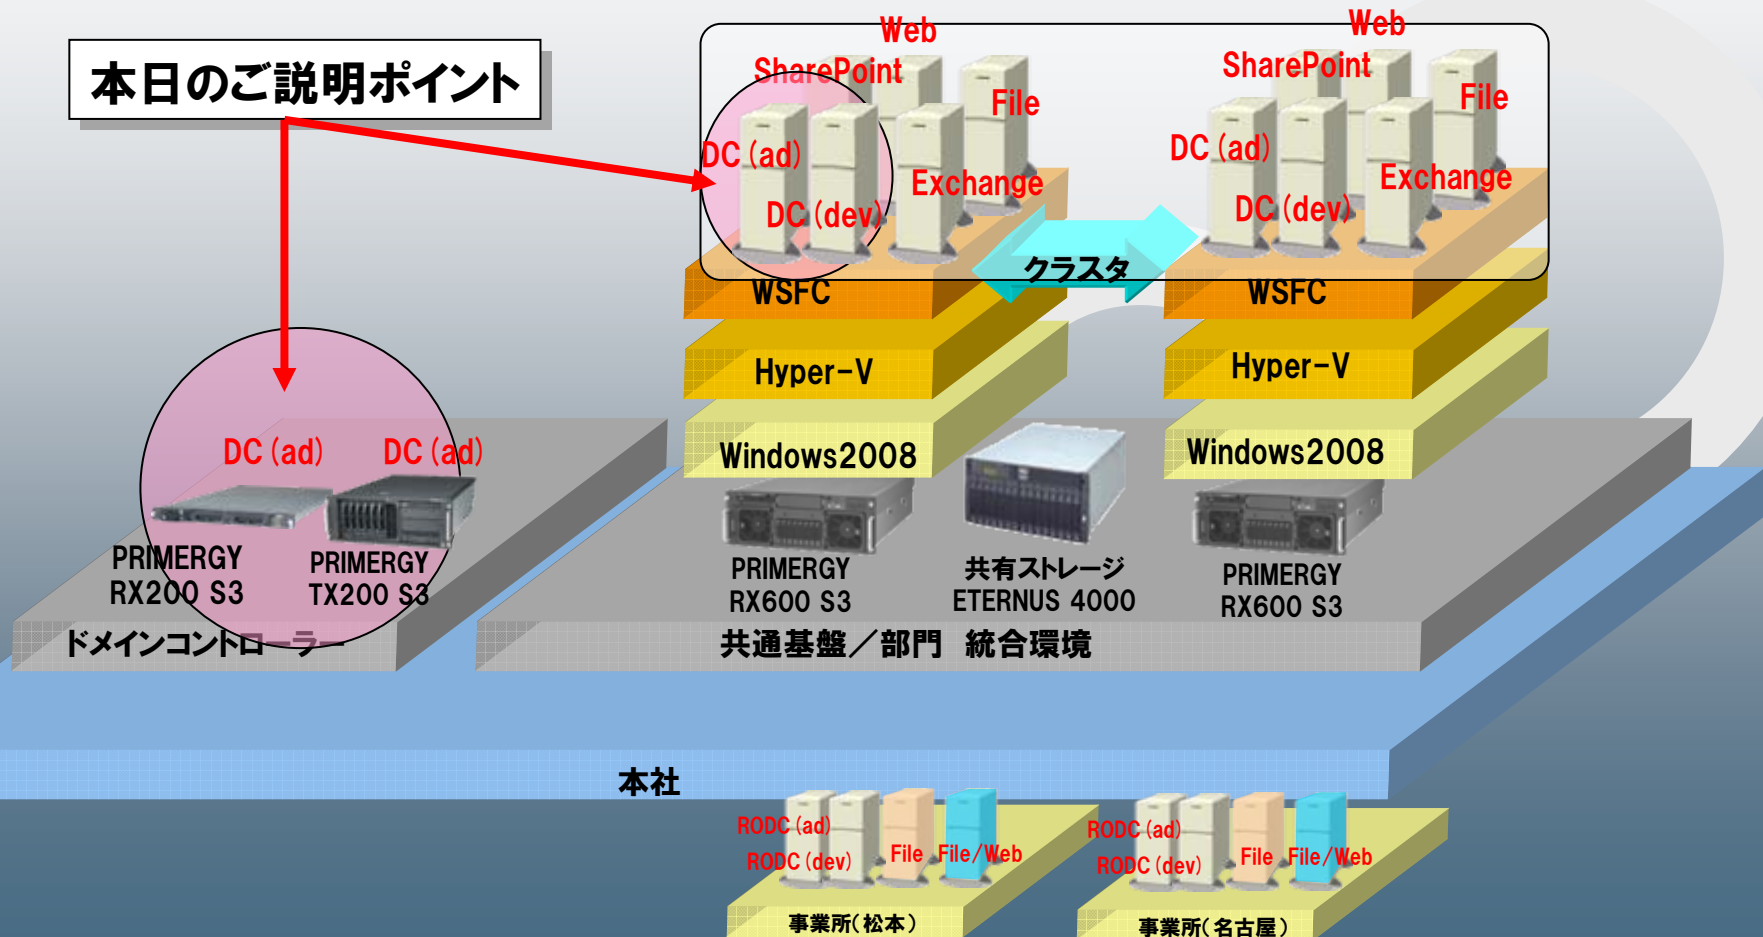 本日のご説明ポイント
Web
SharePoint
File
DC(ad)
Exchange
DC(dev)
Web
SharePoint
File
DC(ad)
Exchange
DC(dev)
クラスタ
WSFC
WSFC
Hyper-V
Hyper-V
Windows2008
Windows2008
DC(ad)
DC(ad)
PRIMERGY
RX200 S3
PRIMERGY
TX200 S3
PRIMERGY
RX600 S3
共有ストレージ
ETERNUS 4000
PRIMERGY
RX600 S3
ドメインコントローラー
共通基盤／部門 統合環境
本社
RODC(ad)
RODC(dev)
File
File/Web
事業所(松本)
RODC(ad)
RODC(dev)
File
File/Web
事業所(名古屋)